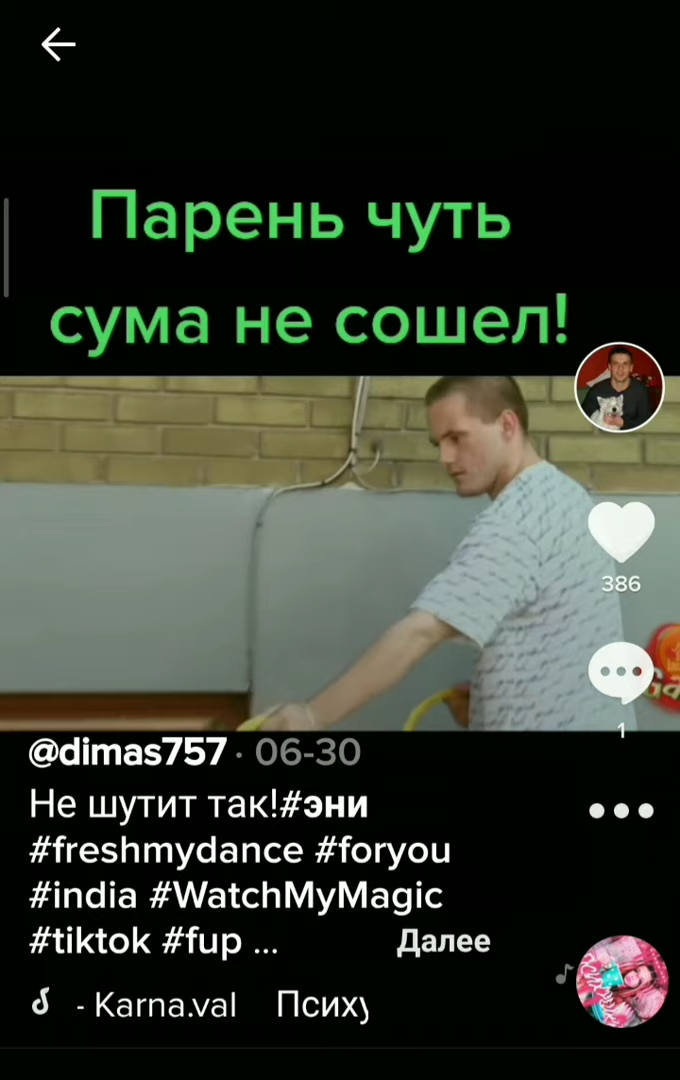 Парень чуть
сума не сошел!
386
1
@dimas757 · 06-30
Не шутит так!#эни
#freshmydance #foryou
#india #WatchMyMagic
#tiktok #fup ... Далее
- Karna.val Психу